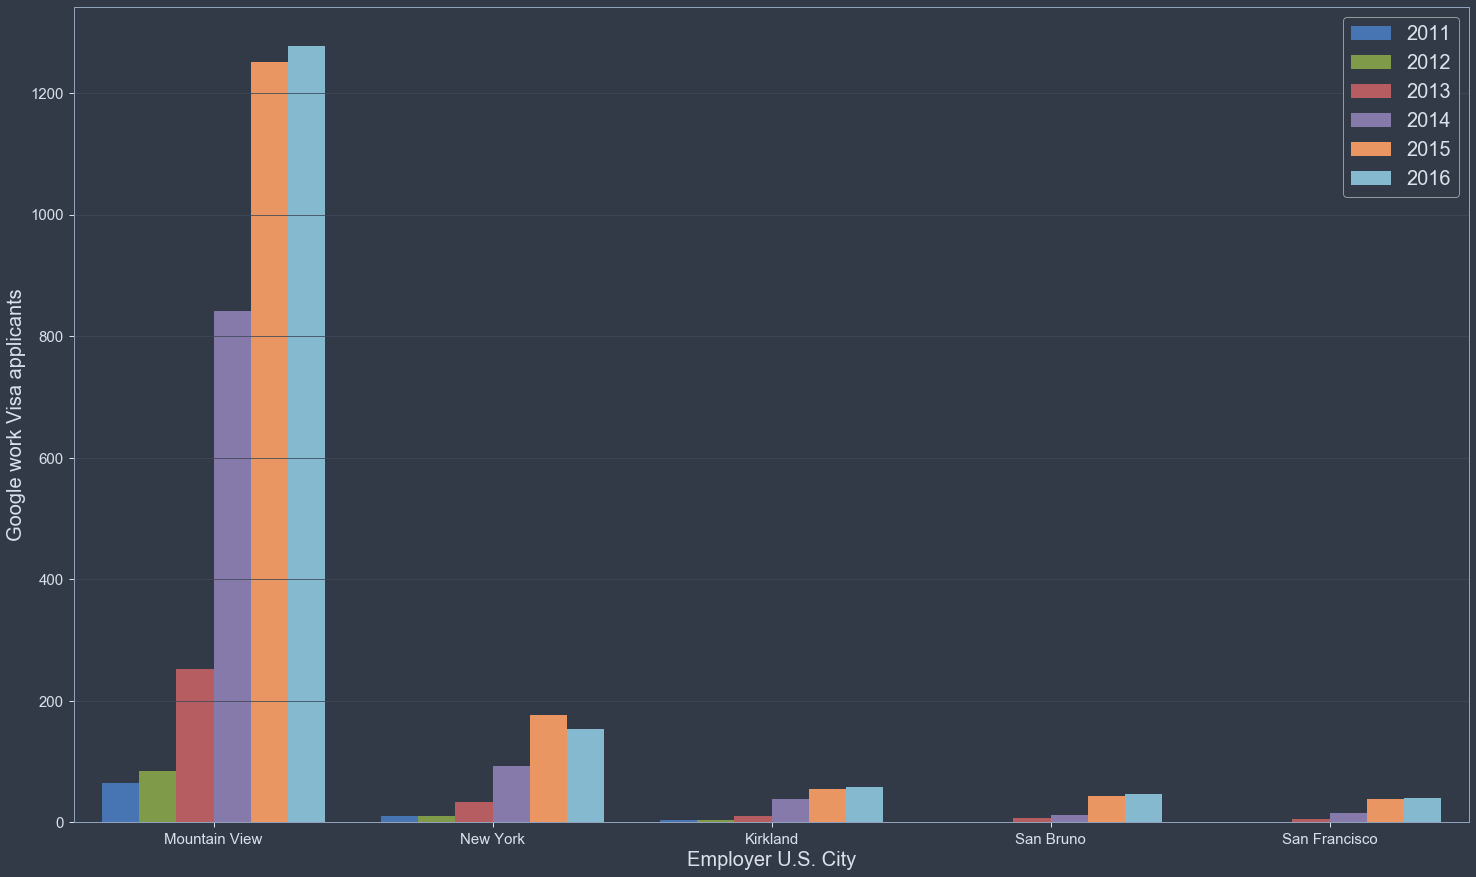 2011
2012
2013
2014
2015
2016
Google work Visa applicants
1200
1000
800
600
400
200
0
Mountain View
New York
Kirkland
San Bruno
San Francisco
Employer U.S. City